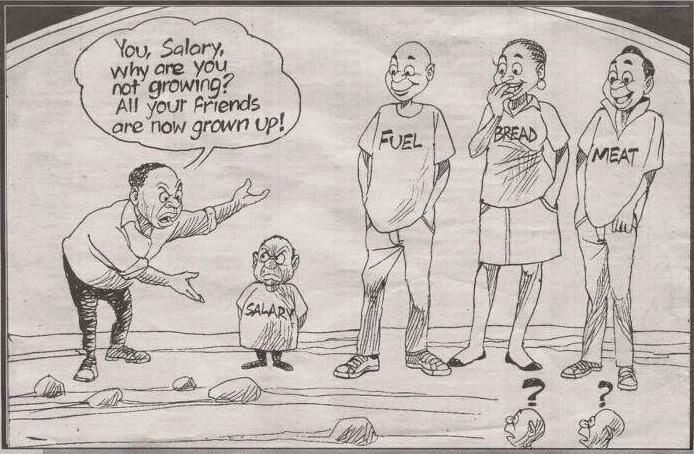 You, Salary,
why are you
not growing?
All your friends
are now grown up!
FUEL
BREAD
MEAT
SALARY
? ?